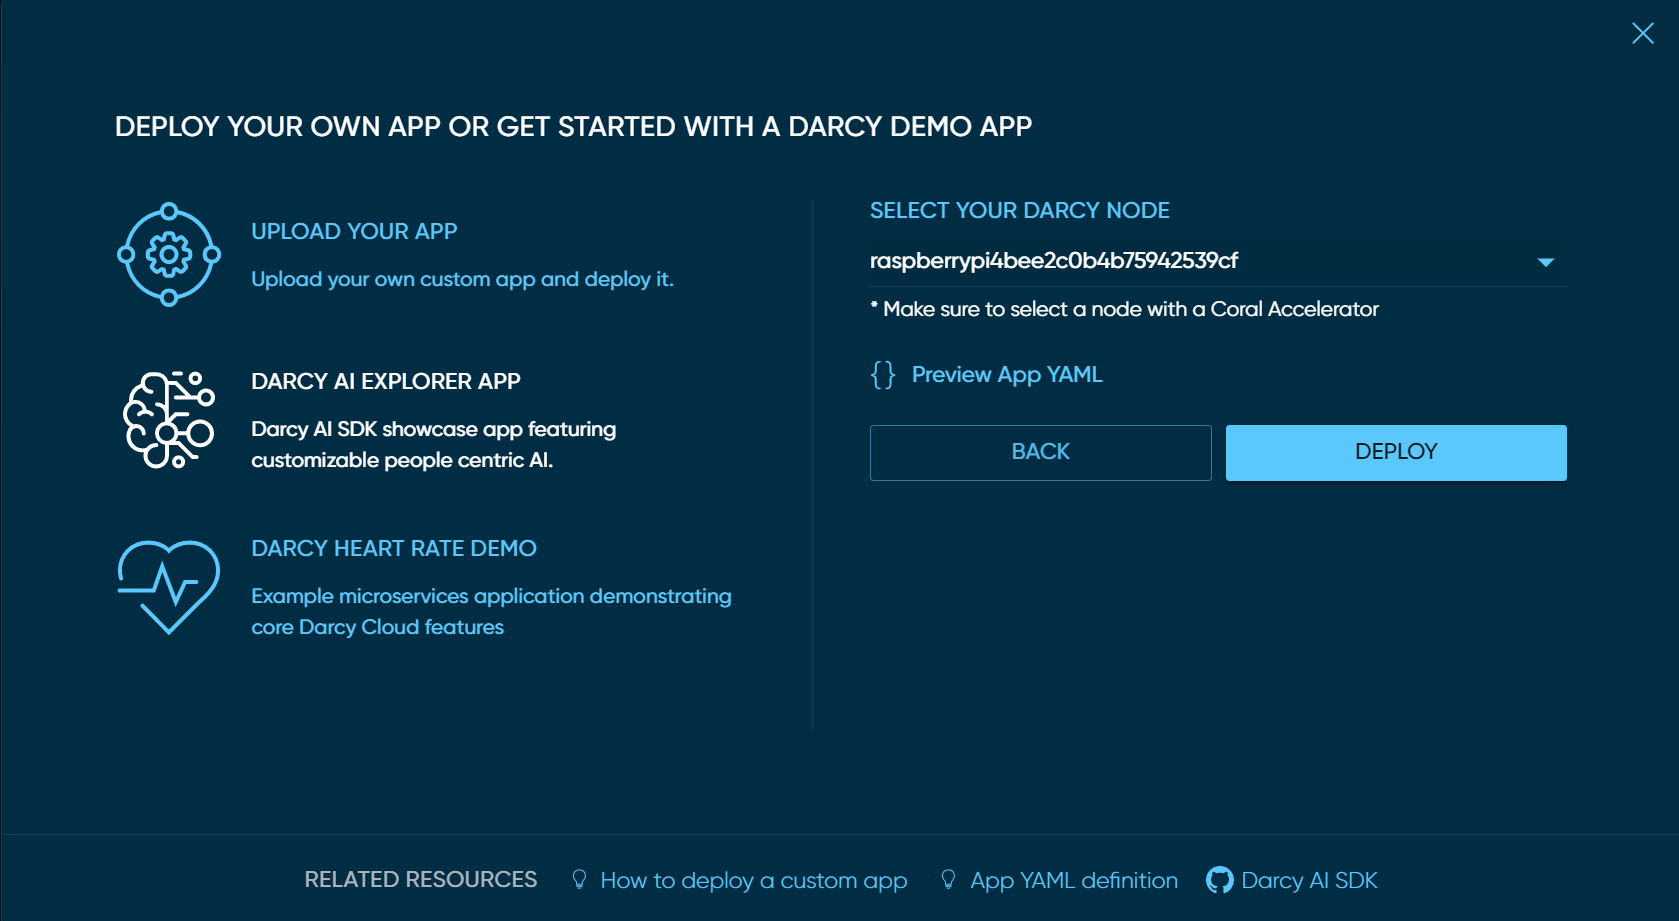 DEPLOY YOUR OWN APP OR GET STARTED WITH A DARCY DEMO APP
UPLOAD YOUR APP
Upload your own custom app and deploy it.
DARCY AI EXPLORER APP
Darcy AI SDK showcase app featuring
customizable people centric AI.
DARCY HEART RATE DEMO
Example microservices application demonstrating
core Darcy Cloud features
SELECT YOUR DARCY NODE
raspberrypi4bee2c0b4b75942539cf
* Make sure to select a node with a Coral Accelerator
{} Preview App YAML
BACK
DEPLOY
RELATED RESOURCES
How to deploy a custom app
App YAML definition
Darcy AI SDK